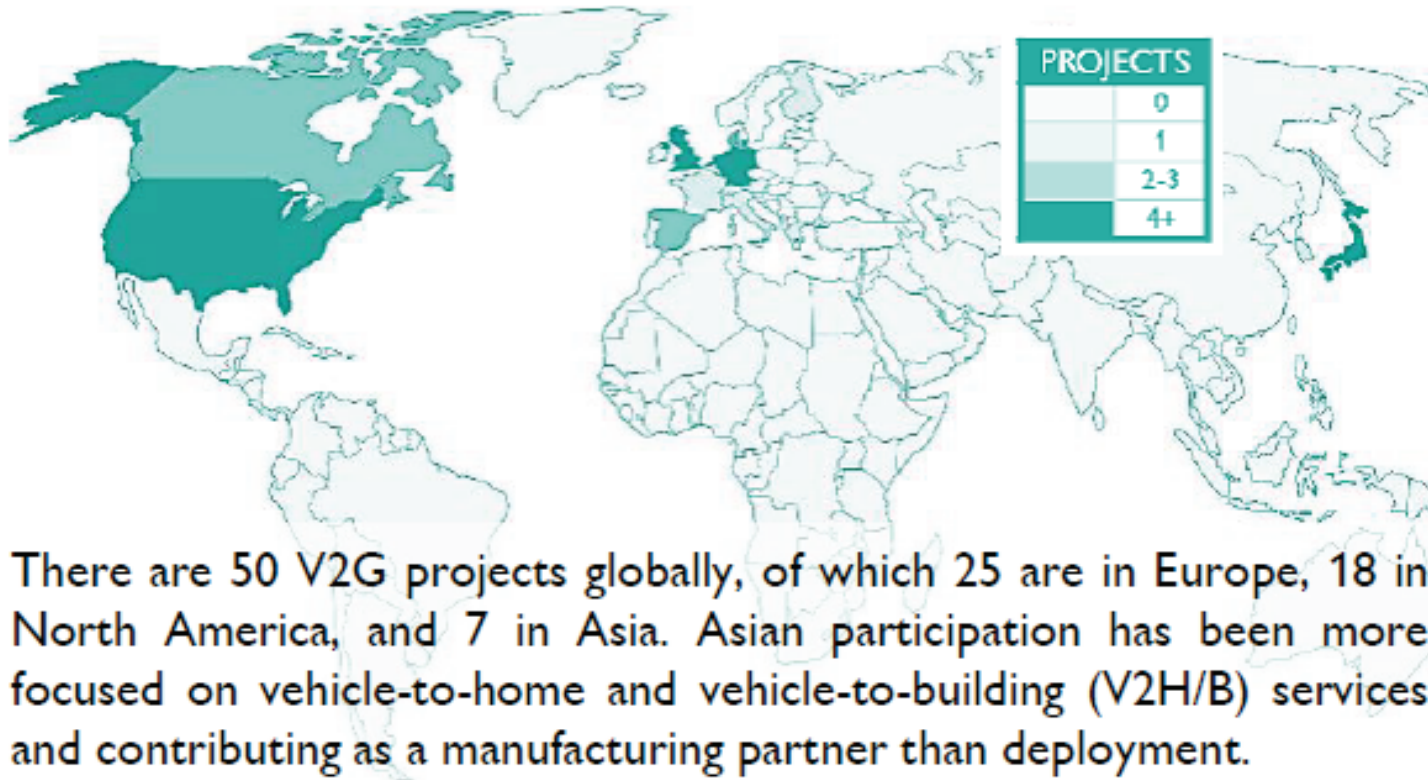 PROJECTS
0
1
2-3
4+
There are 50 V2G projects globally, of which 25 are in Europe, 18 in
North America, and 7 in Asia. Asian participation has been more
focused on vehicle-to-home and vehicle-to-building (V2H/B) services
and contributing as a manufacturing partner than deployment.